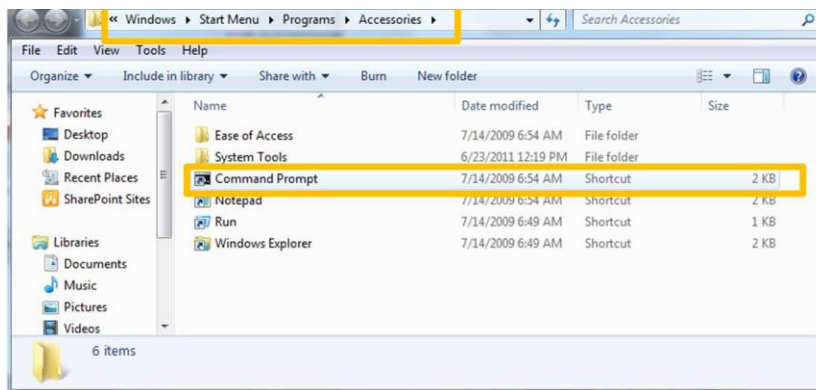 « Windows ▸ Start Menu ▸ Programs ▸ Accessories ▸ Search Accessories
File Edit View Tools Help
Organize ▾ Include in library ▾ Share with ▾ Burn New folder
Name Date modified Type Size
Favorites
Desktop
Downloads
Recent Places
SharePoint Sites
Libraries
Documents
Music
Pictures
Videos
Ease of Access 7/14/2009 6:54 AM File folder
System Tools 6/23/2011 12:19 PM File folder
Command Prompt 7/14/2009 6:54 AM Shortcut 2 KB
Notepad 7/14/2009 6:54 AM Shortcut 2 KB
Run 7/14/2009 6:49 AM Shortcut 1 KB
Windows Explorer 7/14/2009 6:49 AM Shortcut 2 KB
6 items